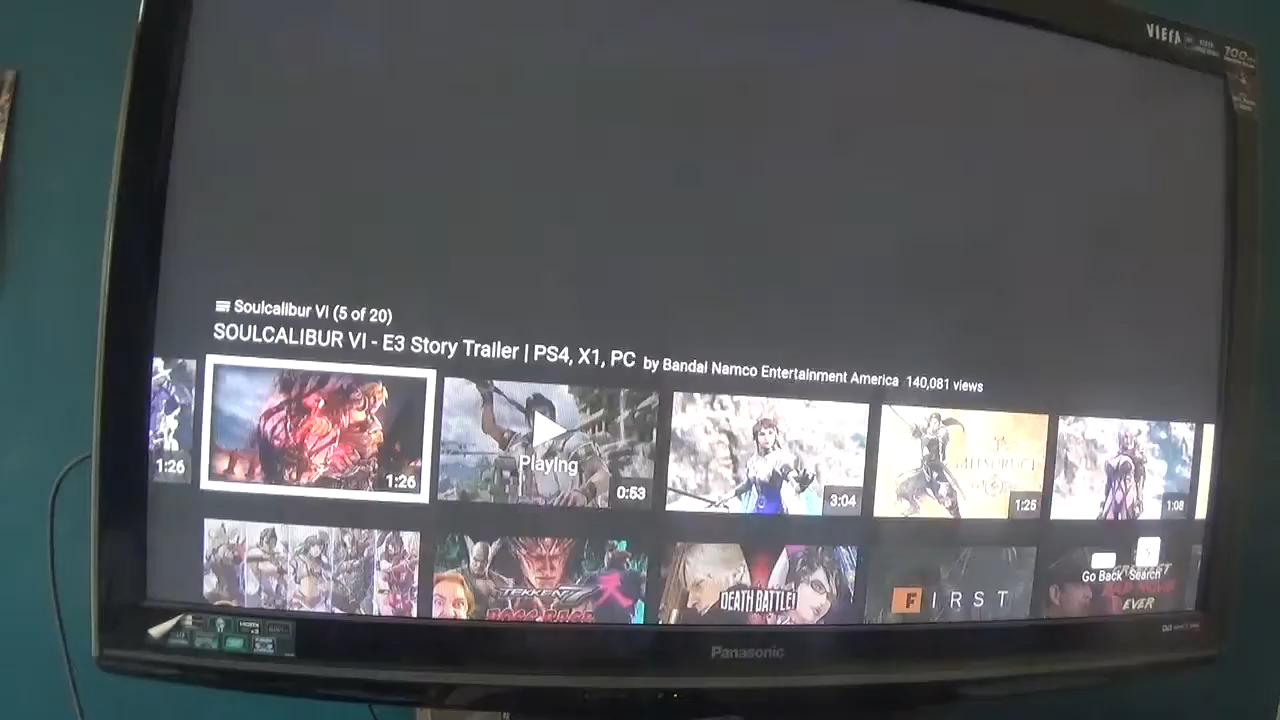 VIERA
Soulcalibur VI (5 of 20)
SOULCALIBUR VI - E3 Story Trailer | PS4, X1, PC by Bandai Namco Entertainment America 140,081 views
1:26
1:26
Playing
0:53
3:04
1:25
1:08
TEKKEN 7
DEATH BATTLE!
FIRST
EVER
Go Back
Search
Panasonic